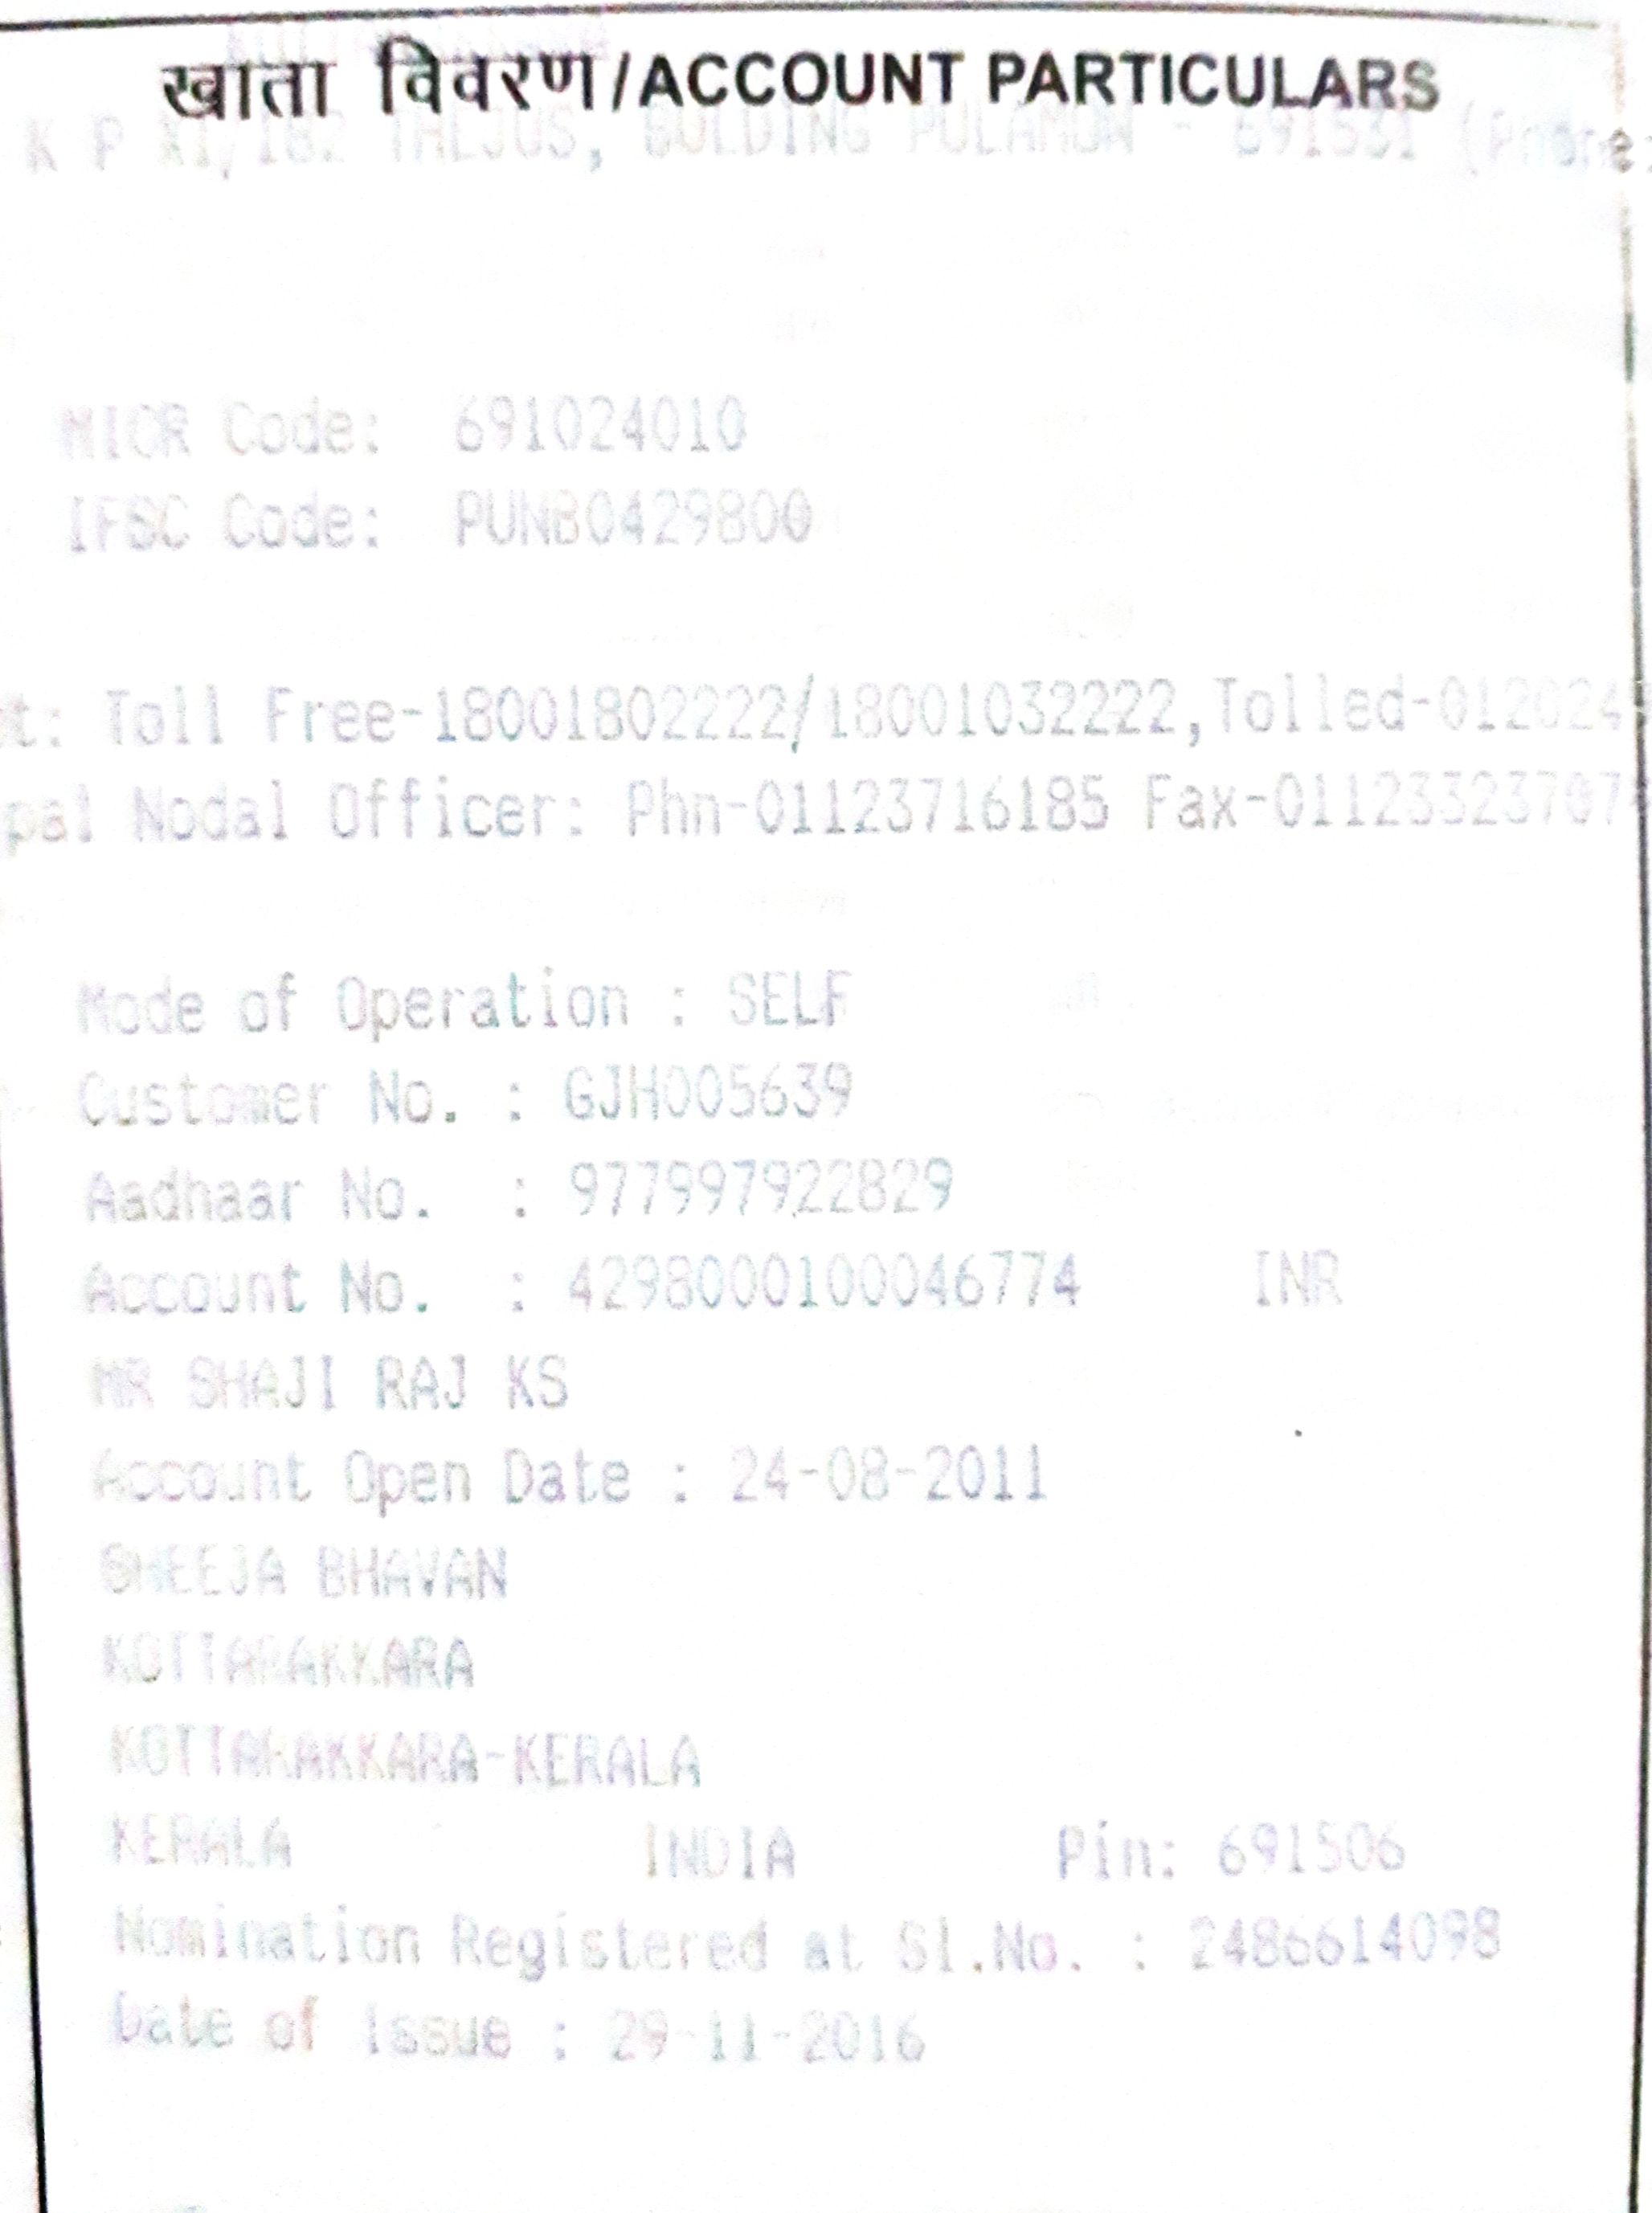 खाता विवरण/ACCOUNT PARTICULARS
K P XI/182 THEJUS, GOLDING PULAMON - 691531 (Phone:
MICR Code: 691024010
IFSC Code: PUNB0429800
t: Toll Free-18001802222/18001032222,Tolled-012024
pal Nodal Officer: Phn-01123716185 Fax-01123323707
Mode of Operation : SELF
Customer No. : GJH005639
Aadhaar No. : 977997922829
Account No. : 4298000100046774 INR
MR SHAJI RAJ KS
Account Open Date : 24-08-2011
SHEEJA BHAVAN
KOTTARAKKARA
KOTTARAKKARA-KERALA
KERALA INDIA Pin: 691506
Nomination Registered at Sl.No. : 2486614098
Date of Issue : 29-11-2016